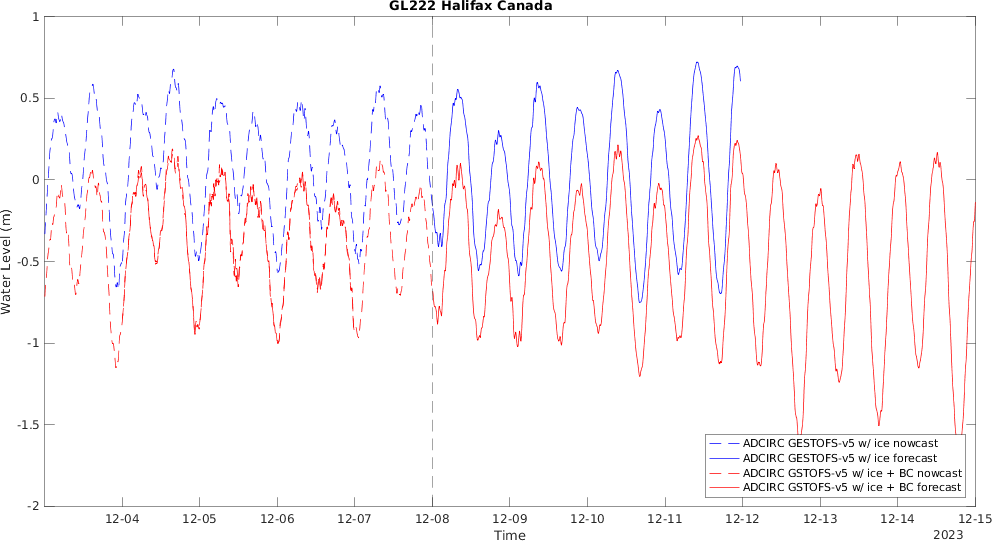 GL222 Halifax Canada
1
0.5
0
-0.5
-1
-1.5
-2
Water Level (m)
12-04 12-05 12-06 12-07 12-08 12-09 12-10 12-11 12-12 12-13 12-14 12-15
Time
2023
ADCIRC GESTOFS-v5 w/ ice nowcast
ADCIRC GESTOFS-v5 w/ ice forecast
ADCIRC GSTOFS-v5 w/ ice + BC nowcast
ADCIRC GSTOFS-v5 w/ ice + BC forecast